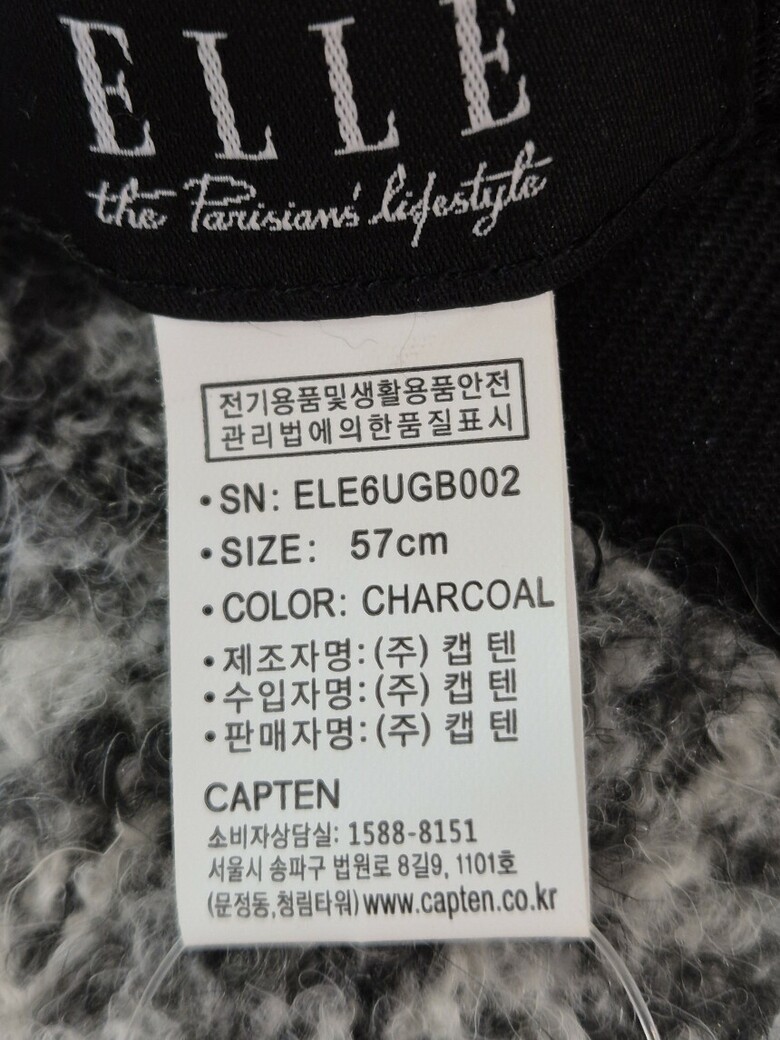 ELLE
the Parisians' lifestyle
전기용품및생활용품안전
관리법에의한품질표시
•SN: ELE6UGB002
•SIZE: 57cm
•COLOR: CHARCOAL
•제조자명:(주) 캡 텐
•수입자명:(주) 캡 텐
•판매자명:(주) 캡 텐
CAPTEN
소비자상담실: 1588-8151
서울시 송파구 법원로 8길9, 1101호
(문정동,청림타워)www.capten.co.kr